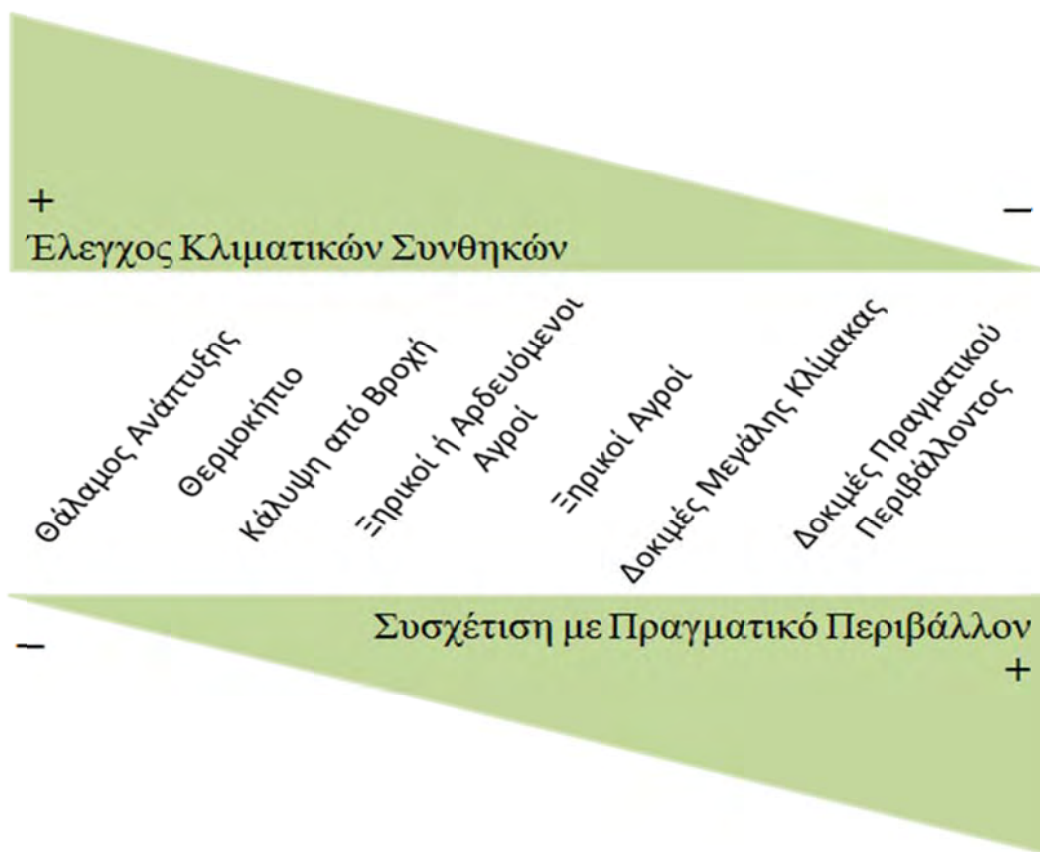 +
−
Έλεγχος Κλιματικών Συνθηκών
Θάλαμος Ανάπτυξης
Θερμοκήπιο
Κάλυψη από Βροχή
Ξηρικοί ή Αρδευόμενοι
Αγροί
Ξηρικοί Αγροί
Δοκιμές Μεγάλης Κλίμακας
Δοκιμές Πραγματικού
Περιβάλλοντος
Συσχέτιση με Πραγματικό Περιβάλλον
−
+